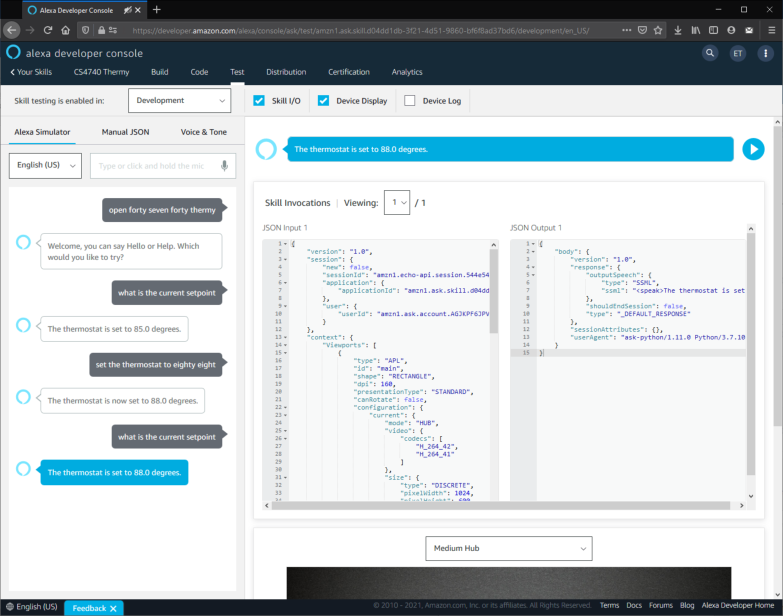 Alexa Developer Console
https://developer.amazon.com/alexa/console/ask/test/amzn1.ask.skill.d04dd1db-3f21-4d51-9860-bf6f8ad37bd6/development/en_US/
alexa developer console
ET
Your Skills
CS4740 Thermy
Build
Code
Test
Distribution
Certification
Analytics
Skill testing is enabled in:
Development
Skill I/O
Device Display
Device Log
Alexa Simulator
Manual JSON
Voice & Tone
English (US)
Type or click and hold the mic
open forty seven forty thermy
Welcome, you can say Hello or Help. Which
would you like to try?
what is the current setpoint
The thermostat is set to 85.0 degrees.
set the thermostat to eighty eight
The thermostat is now set to 88.0 degrees.
what is the current setpoint
The thermostat is set to 88.0 degrees.
The thermostat is set to 88.0 degrees.
Skill Invocations | Viewing: 1 / 1
JSON Input 1
1 {
2 "version": "1.0",
3 "session": {
4 "new": false,
5 "sessionId": "amzn1.echo-api.session.544e54
6 "application": {
7 "applicationId": "amzn1.ask.skill.d04dd
8 },
9 "user": {
10 "userId": "amzn1.ask.account.AGJKPF6JPV
11 }
12 },
13 "context": {
14 "Viewports": [
15 {
16 "type": "APL",
17 "id": "main",
18 "shape": "RECTANGLE",
19 "dpi": 160,
20 "presentationType": "STANDARD",
21 "canRotate": false,
22 "configuration": {
23 "current": {
24 "mode": "HUB",
25 "video": {
26 "codecs": [
27 "H_264_42",
28 "H_264_41"
29 ]
30 },
31 "size": {
32 "type": "DISCRETE",
33 "pixelWidth": 1024,
"pixelHeight": 600
JSON Output 1
1 {
2 "body": {
3 "version": "1.0",
4 "response": {
5 "outputSpeech": {
6 "type": "SSML",
7 "ssml": "<speak>The thermostat is set
8 },
9 "shouldEndSession": false,
10 "type": "_DEFAULT_RESPONSE"
11 },
12 "sessionAttributes": {},
13 "userAgent": "ask-python/1.11.0 Python/3.7.10
14 }
15 }
Medium Hub
English (US)
Feedback
© 2010 - 2021, Amazon.com, Inc. or its affiliates. All Rights Reserved.
Terms
Docs
Forums
Blog
Alexa Developer Home